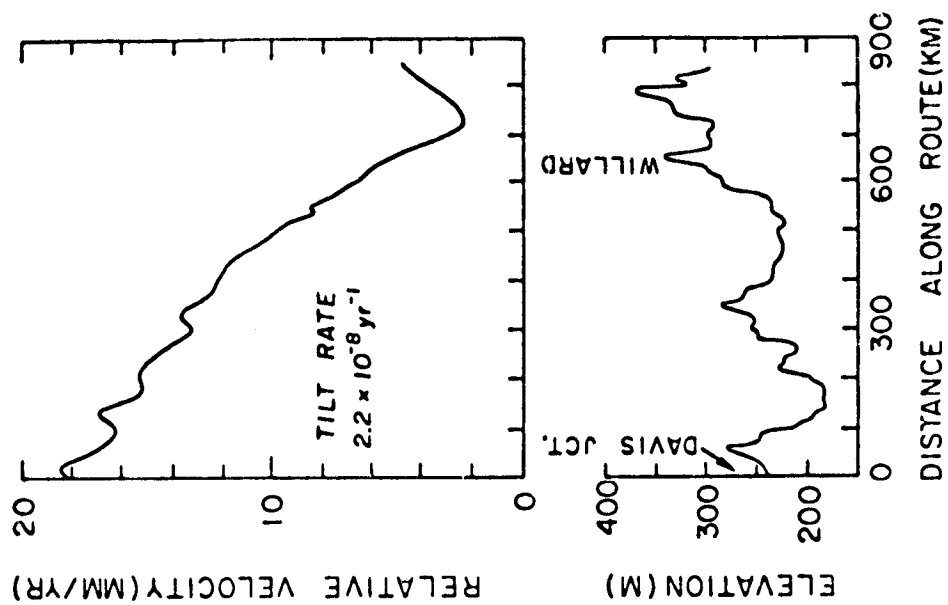 RELATIVE VELOCITY (MM/YR)
20
10
0
TILT RATE
2.2 x 10⁻⁸ yr⁻¹
ELEVATION (M)
400
300
200
DAVIS JCT.
WILLARD
0
300
600
900
DISTANCE ALONG ROUTE (KM)